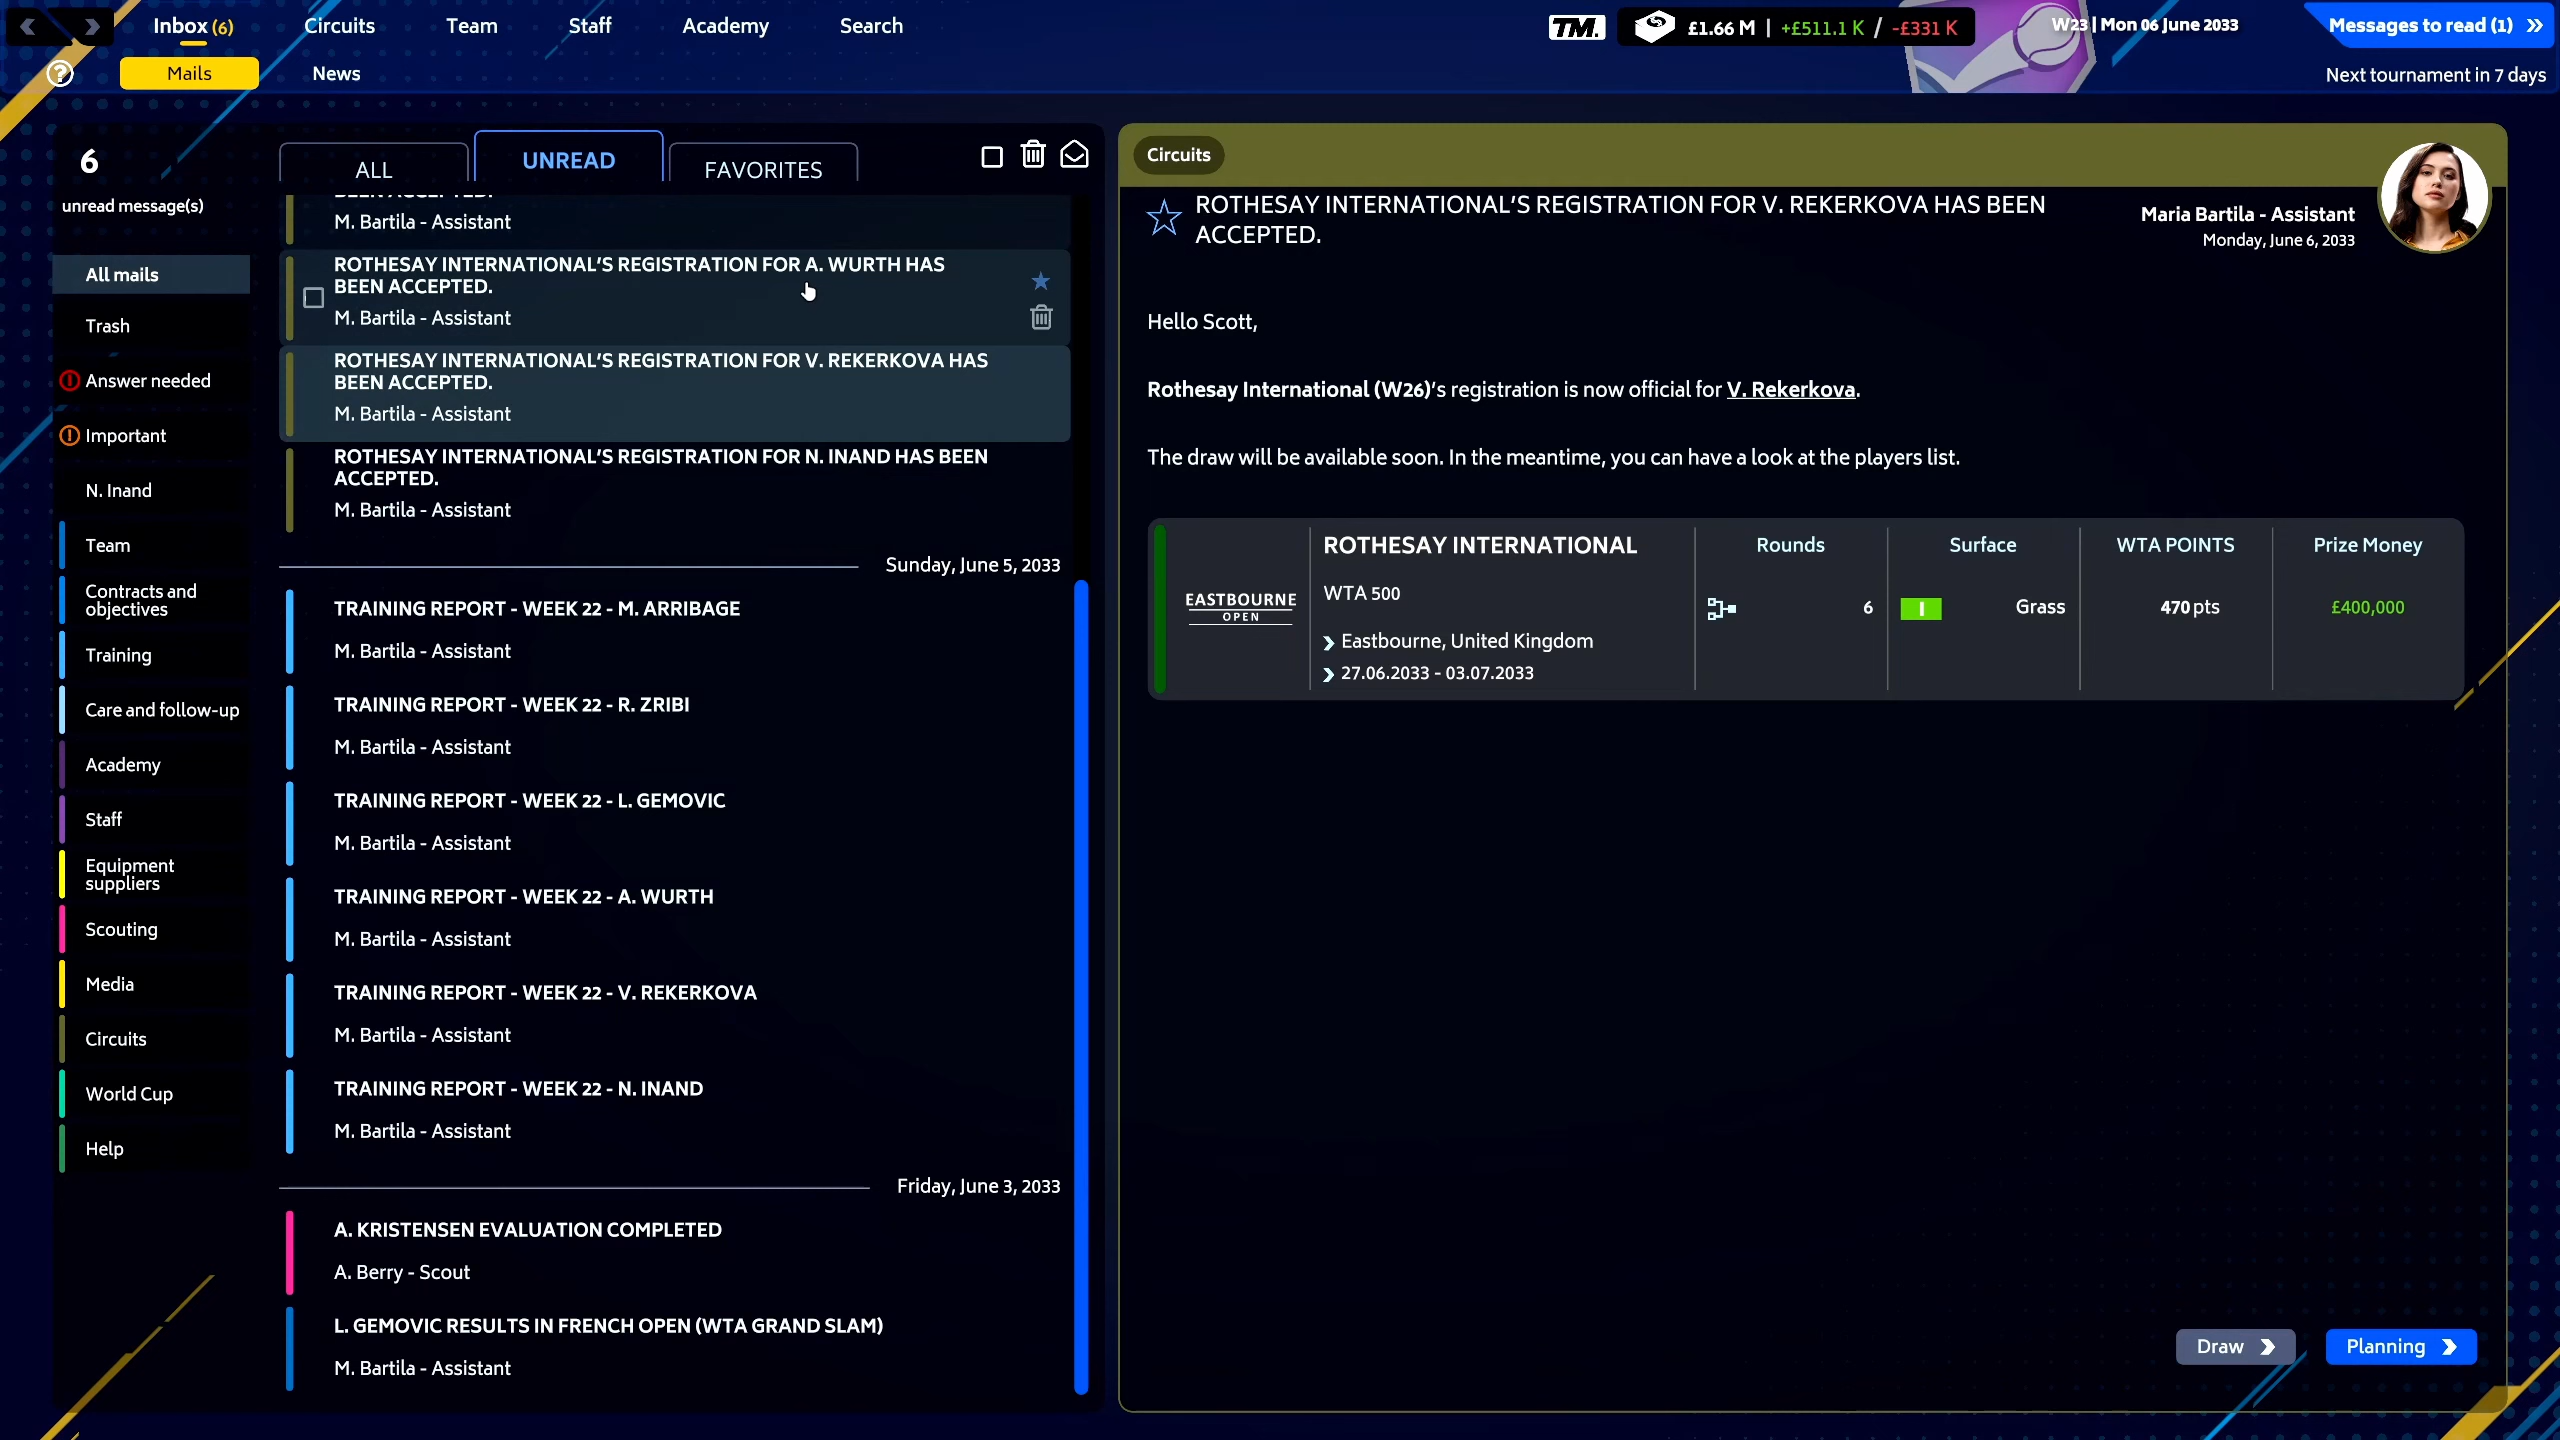 Inbox (6)
Circuits
Team
Staff
Academy
Search
TM.
£1.66 M | +£511.1 K / -£331 K
W23 | Mon 06 June 2033
Messages to read (1)
Mails
News
Next tournament in 7 days
6
unread message(s)
All mails
Trash
Answer needed
Important
N. Inand
Team
Contracts and
objectives
Training
Care and follow-up
Academy
Staff
Equipment
suppliers
Scouting
Media
Circuits
World Cup
Help
ALL
UNREAD
FAVORITES
BEEN ACCEPTED.
M. Bartila - Assistant
ROTHESAY INTERNATIONAL'S REGISTRATION FOR A. WURTH HAS
BEEN ACCEPTED.
M. Bartila - Assistant
ROTHESAY INTERNATIONAL'S REGISTRATION FOR V. REKERKOVA HAS
BEEN ACCEPTED.
M. Bartila - Assistant
ROTHESAY INTERNATIONAL'S REGISTRATION FOR N. INAND HAS BEEN
ACCEPTED.
M. Bartila - Assistant
Sunday, June 5, 2033
TRAINING REPORT - WEEK 22 - M. ARRIBAGE
M. Bartila - Assistant
TRAINING REPORT - WEEK 22 - R. ZRIBI
M. Bartila - Assistant
TRAINING REPORT - WEEK 22 - L. GEMOVIC
M. Bartila - Assistant
TRAINING REPORT - WEEK 22 - A. WURTH
M. Bartila - Assistant
TRAINING REPORT - WEEK 22 - V. REKERKOVA
M. Bartila - Assistant
TRAINING REPORT - WEEK 22 - N. INAND
M. Bartila - Assistant
Friday, June 3, 2033
A. KRISTENSEN EVALUATION COMPLETED
A. Berry - Scout
L. GEMOVIC RESULTS IN FRENCH OPEN (WTA GRAND SLAM)
M. Bartila - Assistant
Circuits
ROTHESAY INTERNATIONAL'S REGISTRATION FOR V. REKERKOVA HAS BEEN
ACCEPTED.
Maria Bartila - Assistant
Monday, June 6, 2033
Hello Scott,
Rothesay International (W26)'s registration is now official for V. Rekerkova.
The draw will be available soon. In the meantime, you can have a look at the players list.
EASTBOURNE
OPEN
ROTHESAY INTERNATIONAL
WTA 500
Eastbourne, United Kingdom
27.06.2033 - 03.07.2033
Rounds
6
Surface
Grass
WTA POINTS
470 pts
Prize Money
£400,000
Draw
Planning